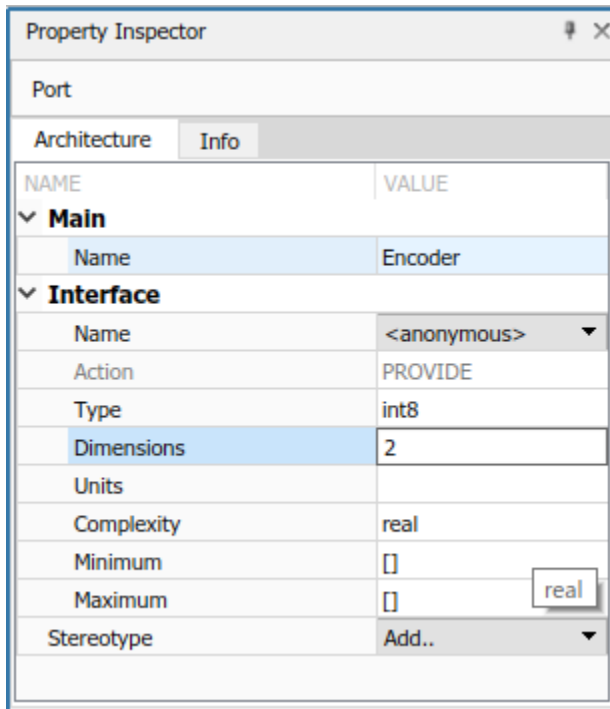 Property Inspector
Port
Architecture Info
NAME VALUE
Main
Name Encoder
Interface
Name <anonymous>
Action PROVIDE
Type int8
Dimensions 2
Units
Complexity real
Minimum []
Maximum []
real
Stereotype Add..